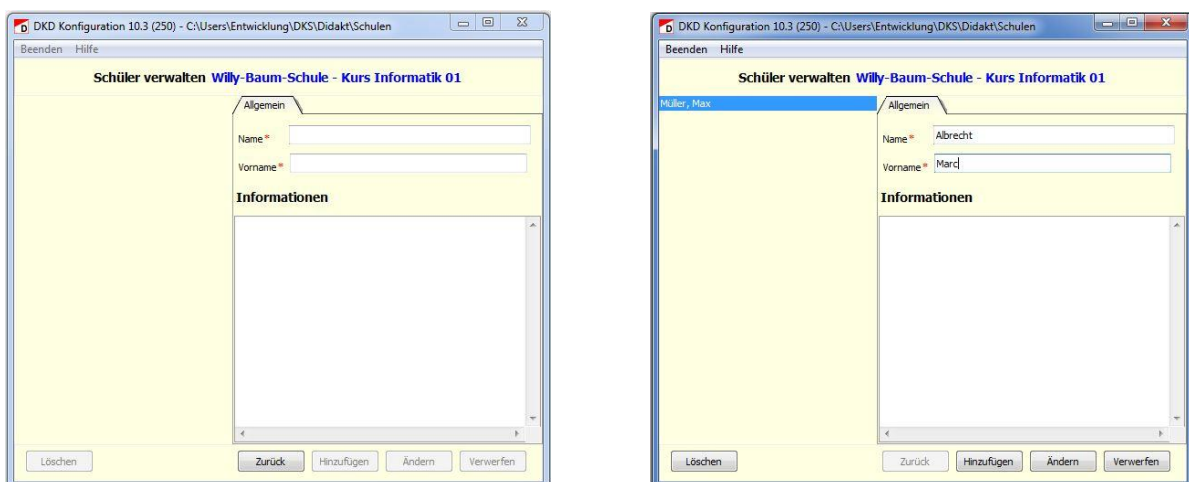 DKD Konfiguration 10.3 (250) - C:\Users\Entwicklung\DKS\Didakt\Schulen
Beenden Hilfe
Schüler verwalten Willy-Baum-Schule - Kurs Informatik 01
Allgemein
Name*
Vorname*
Informationen
Löschen Zurück Hinzufügen Ändern Verwerfen
DKD Konfiguration 10.3 (250) - C:\Users\Entwicklung\DKS\Didakt\Schulen
Beenden Hilfe
Schüler verwalten Willy-Baum-Schule - Kurs Informatik 01
Müller, Max
Allgemein
Name* Albrecht
Vorname* Marc
Informationen
Löschen Zurück Hinzufügen Ändern Verwerfen